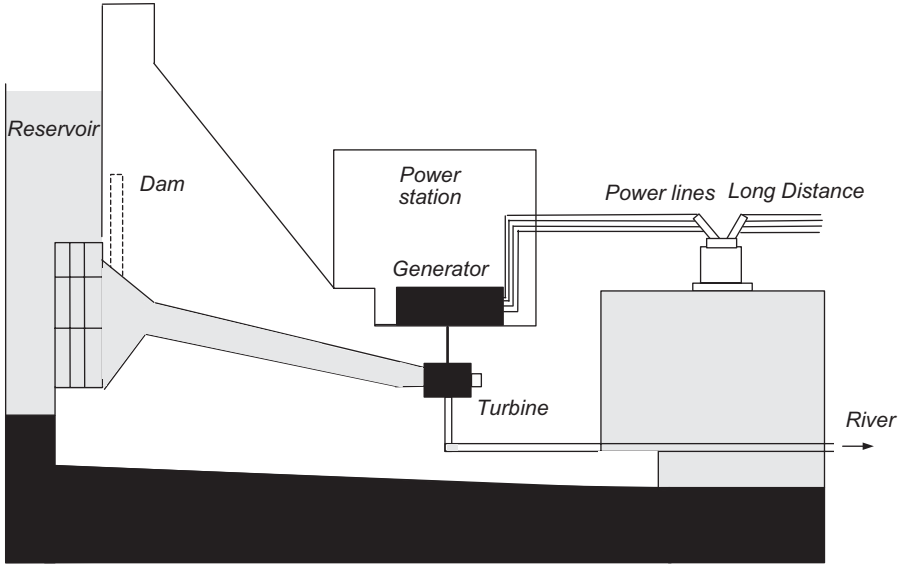 Reservoir
Dam
Power
station
Power lines
Long Distance
Generator
Turbine
River